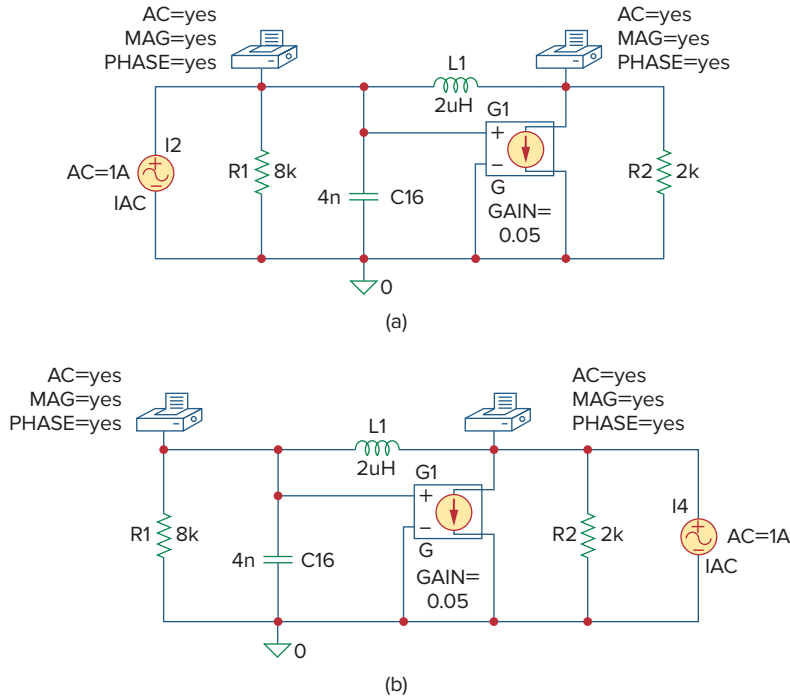 AC=yes
MAG=yes
PHASE=yes
AC=yes
MAG=yes
PHASE=yes
L1
2uH
G1
I2
+
+
AC=1A
R1
8k
R2
2k
−
−
IAC
4n
C16
G
GAIN=
0.05
0
(a)
AC=yes
MAG=yes
PHASE=yes
AC=yes
MAG=yes
PHASE=yes
L1
2uH
G1
+
I4
+
R1
8k
−
R2
2k
AC=1A
−
4n
C16
G
IAC
GAIN=
0.05
0
(b)